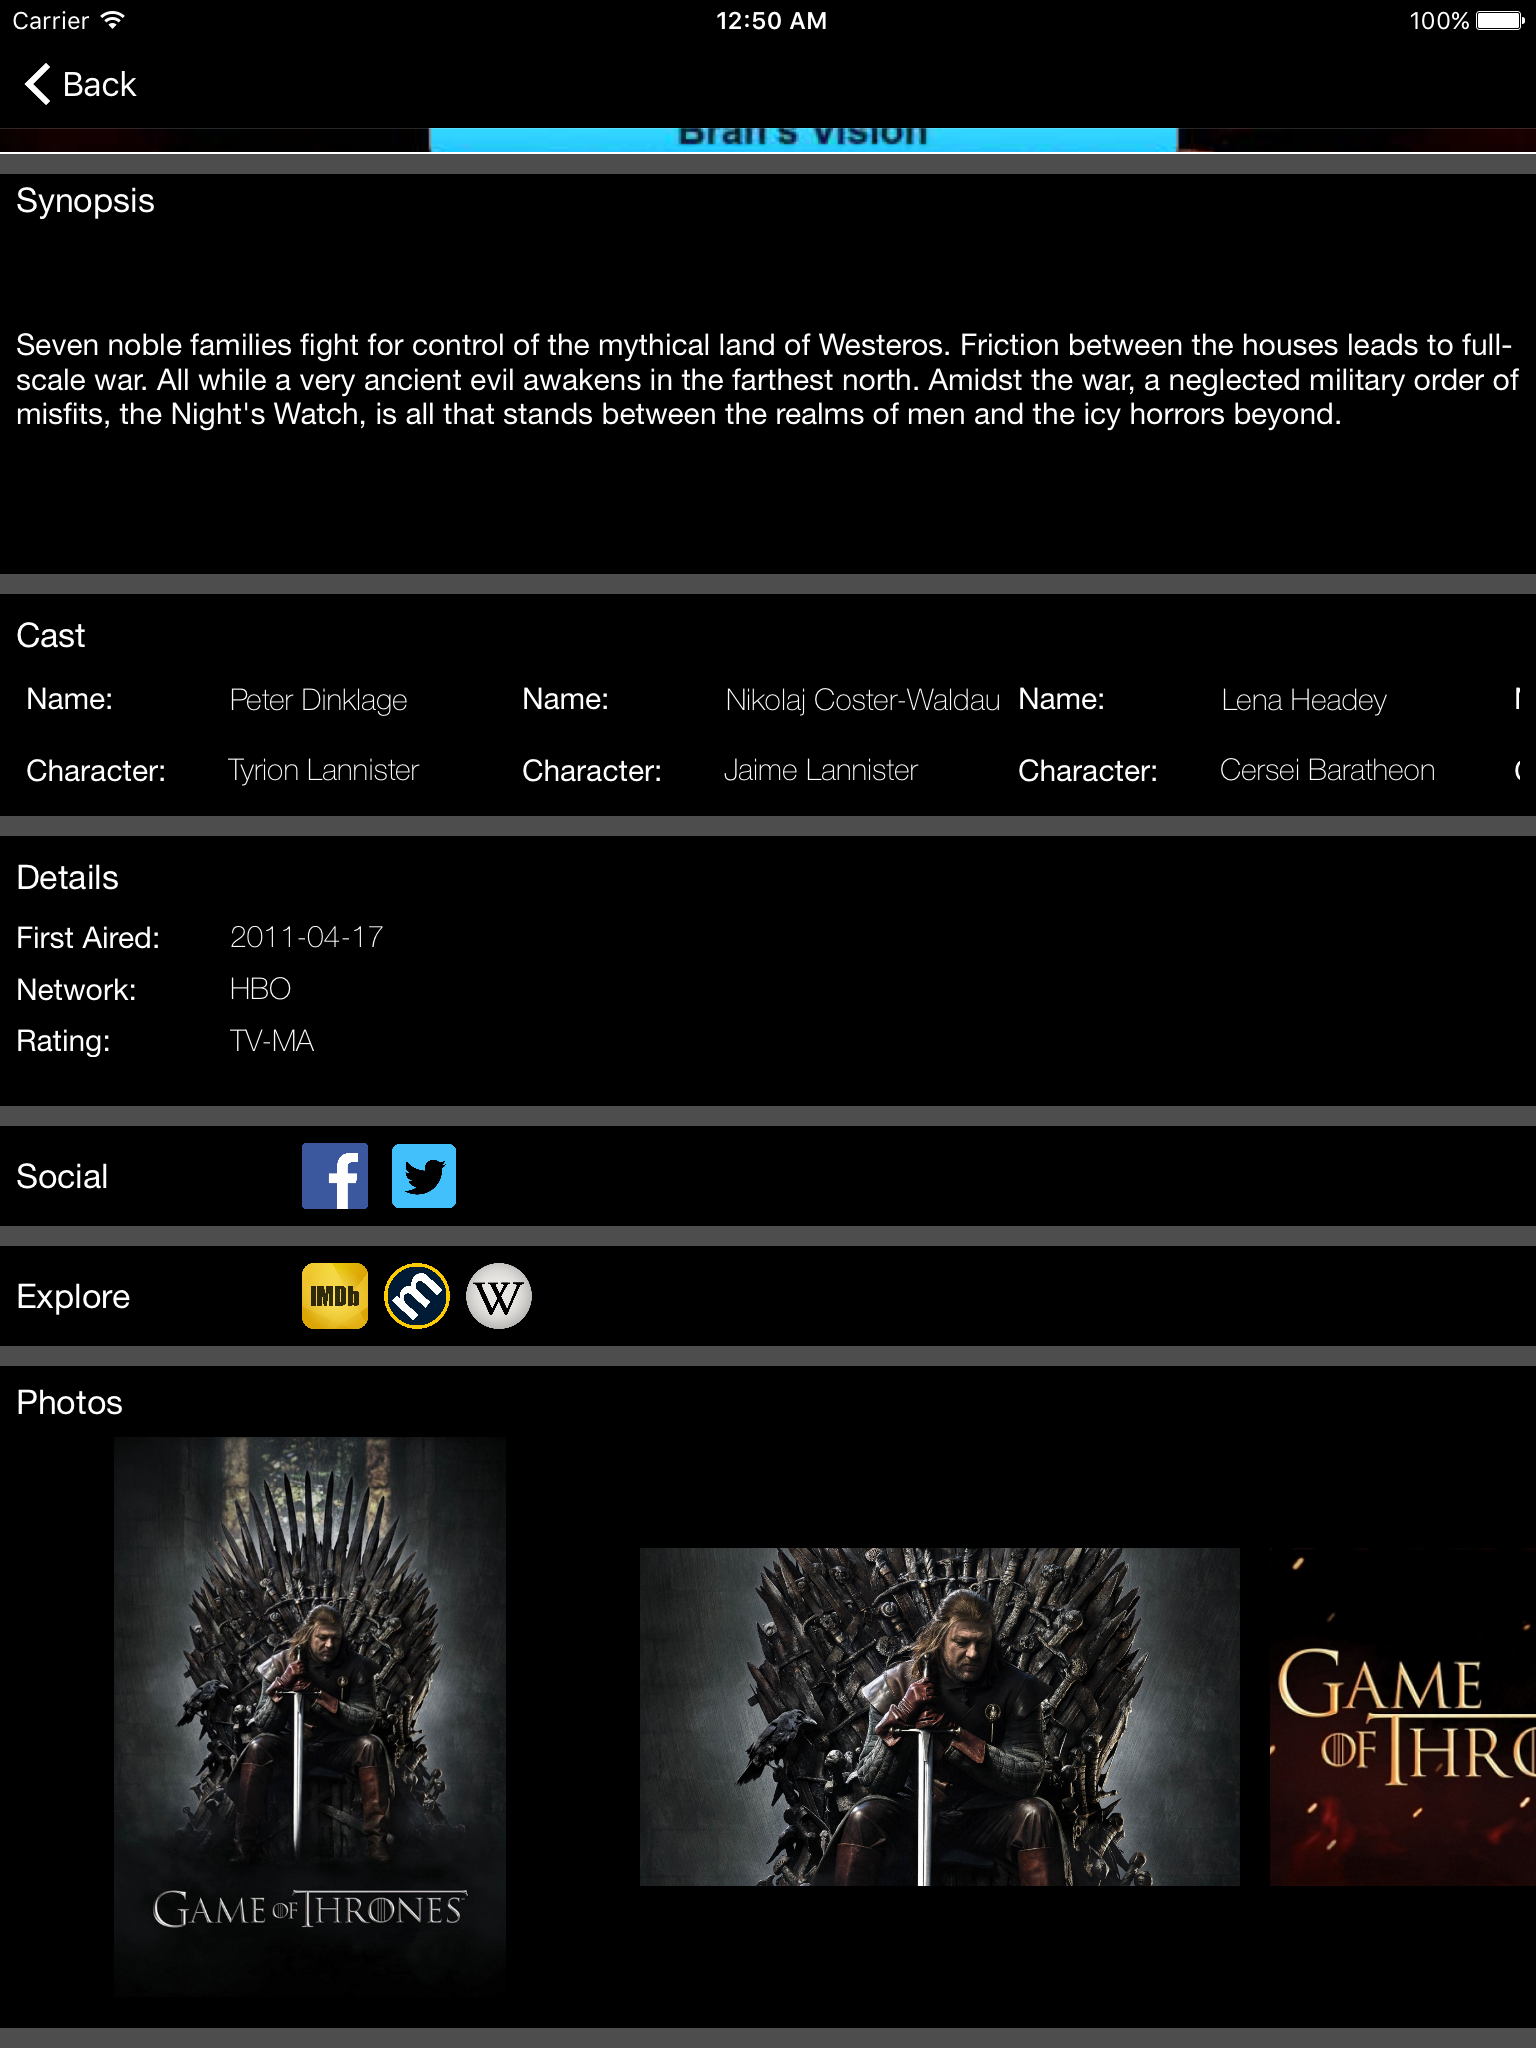 Carrier 12:50 AM 100%
Back
Bran's Vision
Synopsis
Seven noble families fight for control of the mythical land of Westeros. Friction between the houses leads to full-
scale war. All while a very ancient evil awakens in the farthest north. Amidst the war, a neglected military order of
misfits, the Night's Watch, is all that stands between the realms of men and the icy horrors beyond.
Cast
Name: Peter Dinklage Name: Nikolaj Coster-Waldau Name: Lena Headey
Character: Tyrion Lannister Character: Jaime Lannister Character: Cersei Baratheon
Details
First Aired: 2011-04-17
Network: HBO
Rating: TV-MA
Social f
Explore IMDb m W
Photos
GAME OF THRONES
GAME
OF THRO